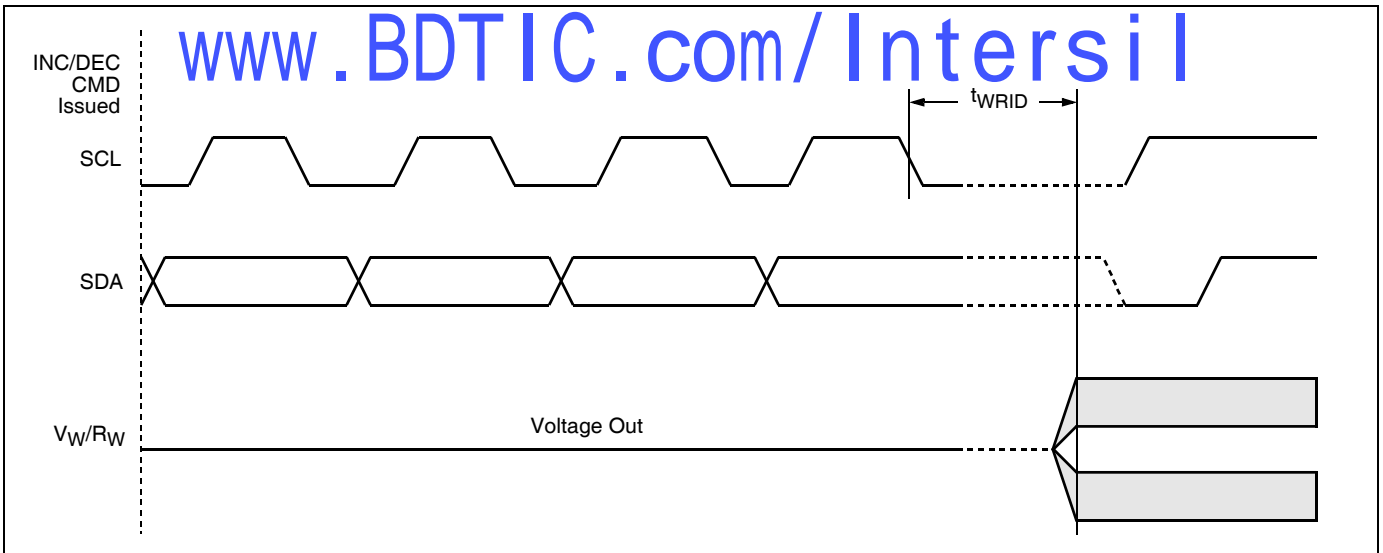 www.BDTIC.com/Intersil
INC/DEC
CMD
Issued
tWRID
SCL
SDA
Voltage Out
VW/RW